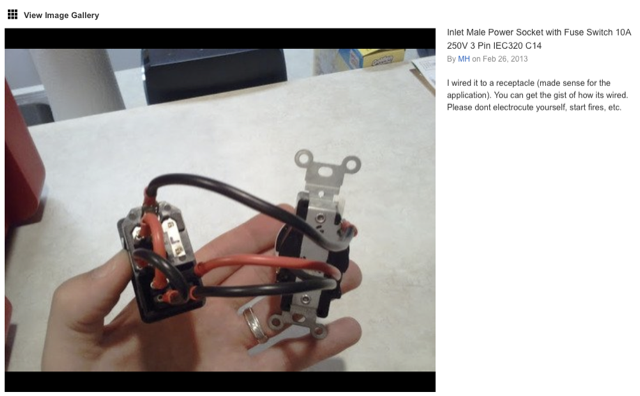 View Image Gallery
Inlet Male Power Socket with Fuse Switch 10A
250V 3 Pin IEC320 C14
By MH on Feb 26, 2013
I wired it to a receptacle (made sense for the
application). You can get the gist of how its wired.
Please dont electrocute yourself, start fires, etc.